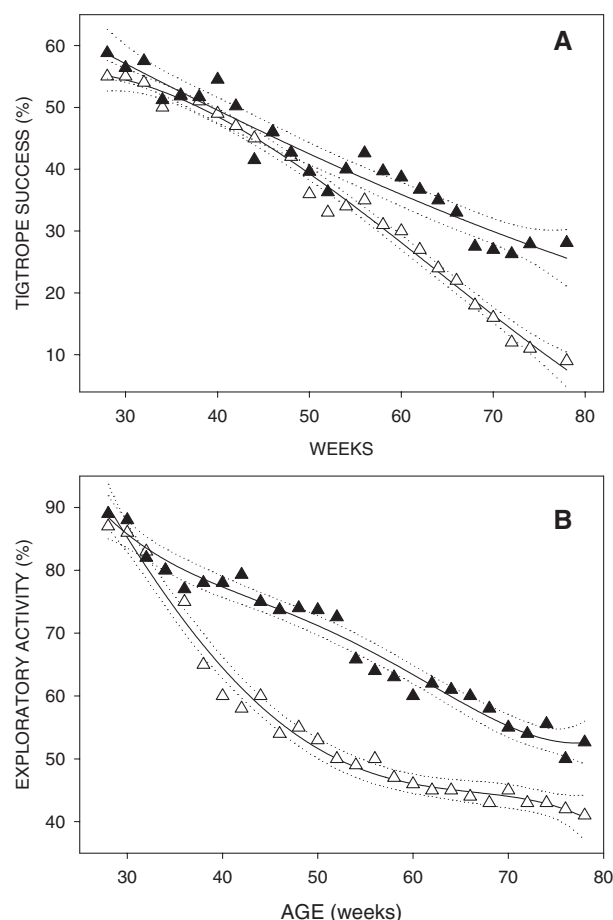 A
60
50
40
30
20
10
TIGTROPE SUCCESS (%)
30 40 50 60 70 80
WEEKS
B
90
80
70
60
50
40
EXPLORATORY ACTIVITY (%)
30 40 50 60 70 80
AGE (weeks)